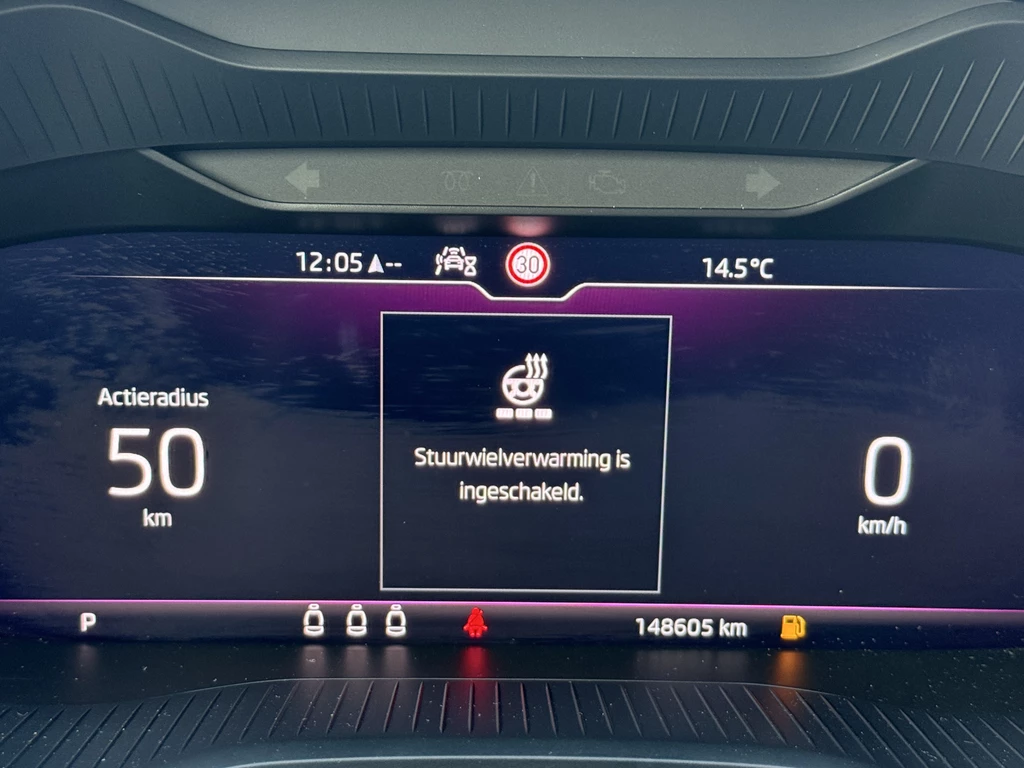 12:05 --
30
14.5°C
Actieradius
50
km
Stuurwielverwarming is
ingeschakeld.
0
km/h
P
148605 km